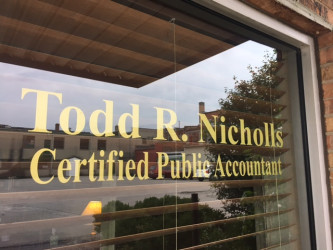 Todd R. Nicholls
Certified Public Accountant